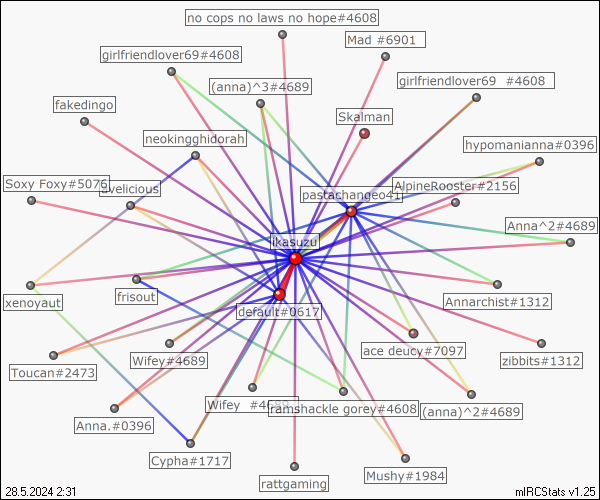 no cops no laws no hope#4608
Mad #6901
girlfriendlover69#4608
(anna)^3#4689
girlfriendlover69 #4608
fakedingo
Skalman
neokingghidorah
hypomanianna#0396
Soxy Foxy#5076
avelicious
pastachangeo41
AlpineRooster#2156
Anna^2#4689
ikasuzu
xenoyaut
frisout
default#0617
Annarchist#1312
Toucan#2473
Wifey#4689
ace deucy#7097
zibbits#1312
Anna.#0396
Wifey #4689
ramshackle gorey#4608
(anna)^2#4689
Cypha#1717
rattgaming
Mushy#1984
28.5.2024 2:31
mIRCStats v1.25